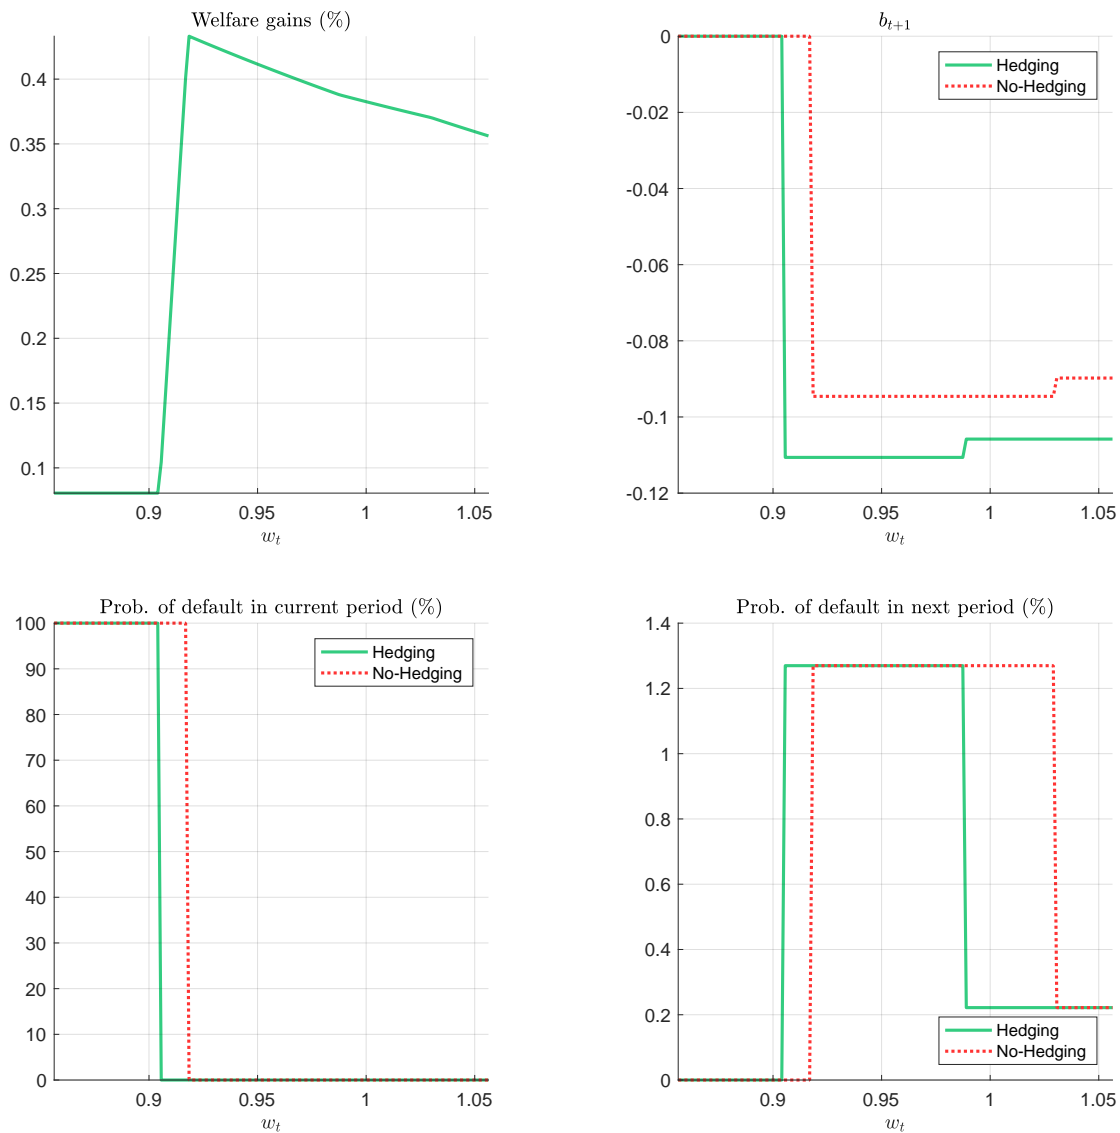 Welfare gains (%)
0.4
0.35
0.3
0.25
0.2
0.15
0.1
0.9 0.95 1 1.05
w_t
b_{t+1}
0
-0.02
-0.04
-0.06
-0.08
-0.1
-0.12
Hedging
No-Hedging
0.9 0.95 1 1.05
w_t
Prob. of default in current period (%)
100
90
80
70
60
50
40
30
20
10
0
Hedging
No-Hedging
0.9 0.95 1 1.05
w_t
Prob. of default in next period (%)
1.4
1.2
1
0.8
0.6
0.4
0.2
0
Hedging
No-Hedging
0.9 0.95 1 1.05
w_t